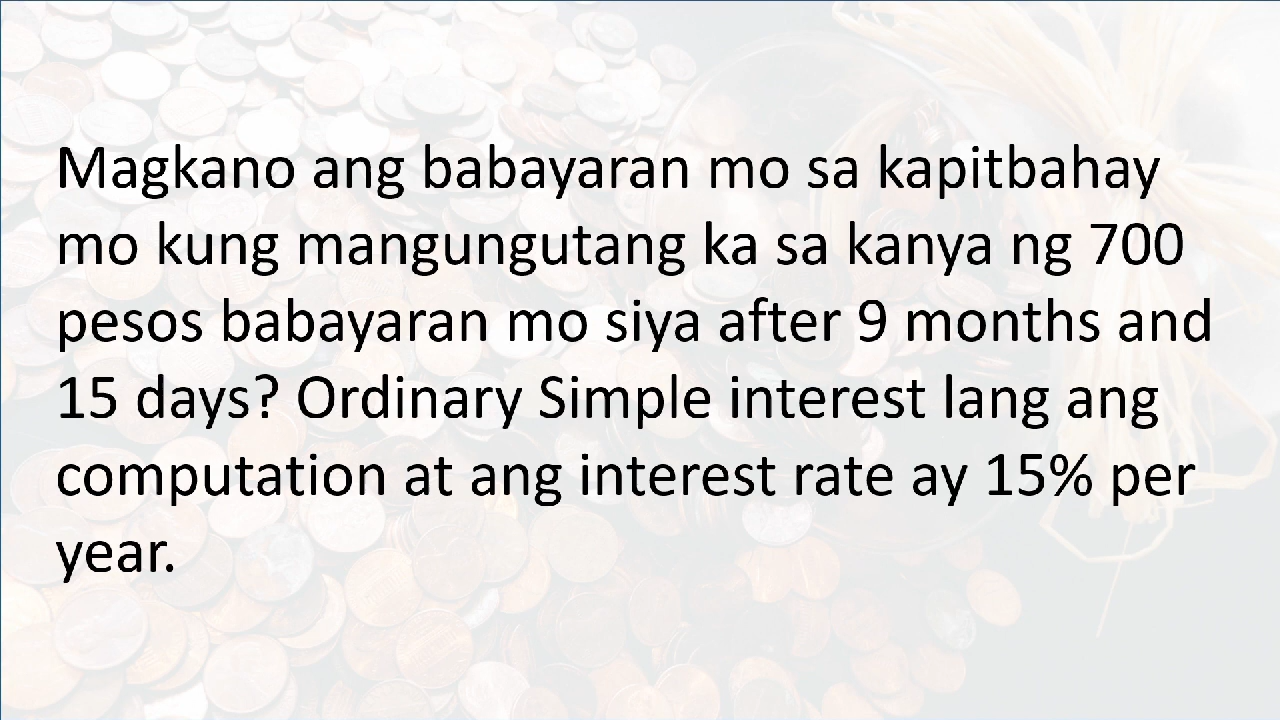 Magkano ang babayaran mo sa kapitbahay
mo kung mangungutang ka sa kanya ng 700
pesos babayaran mo siya after 9 months and
15 days? Ordinary Simple interest lang ang
computation at ang interest rate ay 15% per
year.